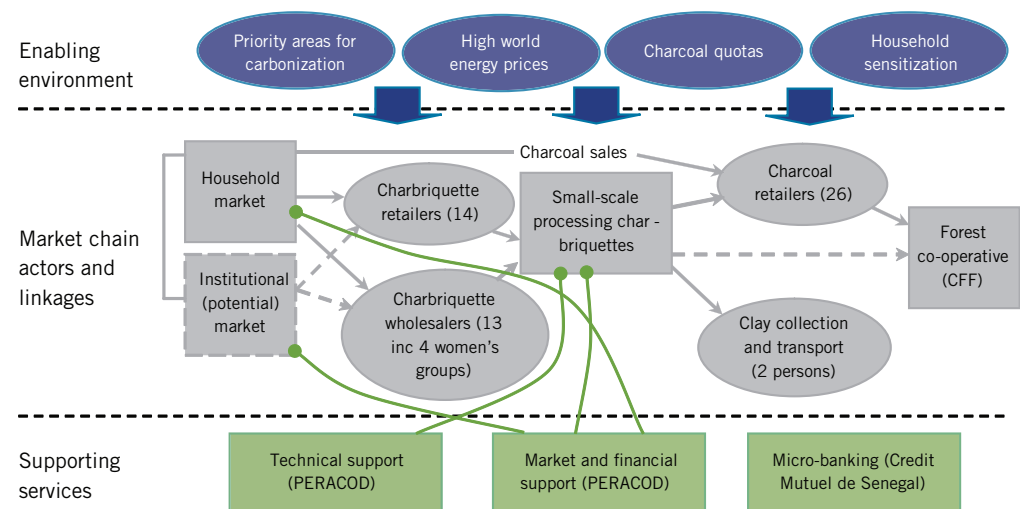 Enabling
environment
Priority areas for
carbonization
High world
energy prices
Charcoal quotas
Household
sensitization
Market chain
actors and
linkages
Household
market
Institutional
(potential)
market
Charcoal sales
Charbriquette
retailers (14)
Charbriquette
wholesalers (13
inc 4 women’s
groups)
Small-scale
processing char -
briquettes
Charcoal
retailers (26)
Clay collection
and transport
(2 persons)
Forest
co-operative
(CFF)
Supporting
services
Technical support
(PERACOD)
Market and financial
support (PERACOD)
Micro-banking (Credit
Mutuel de Senegal)